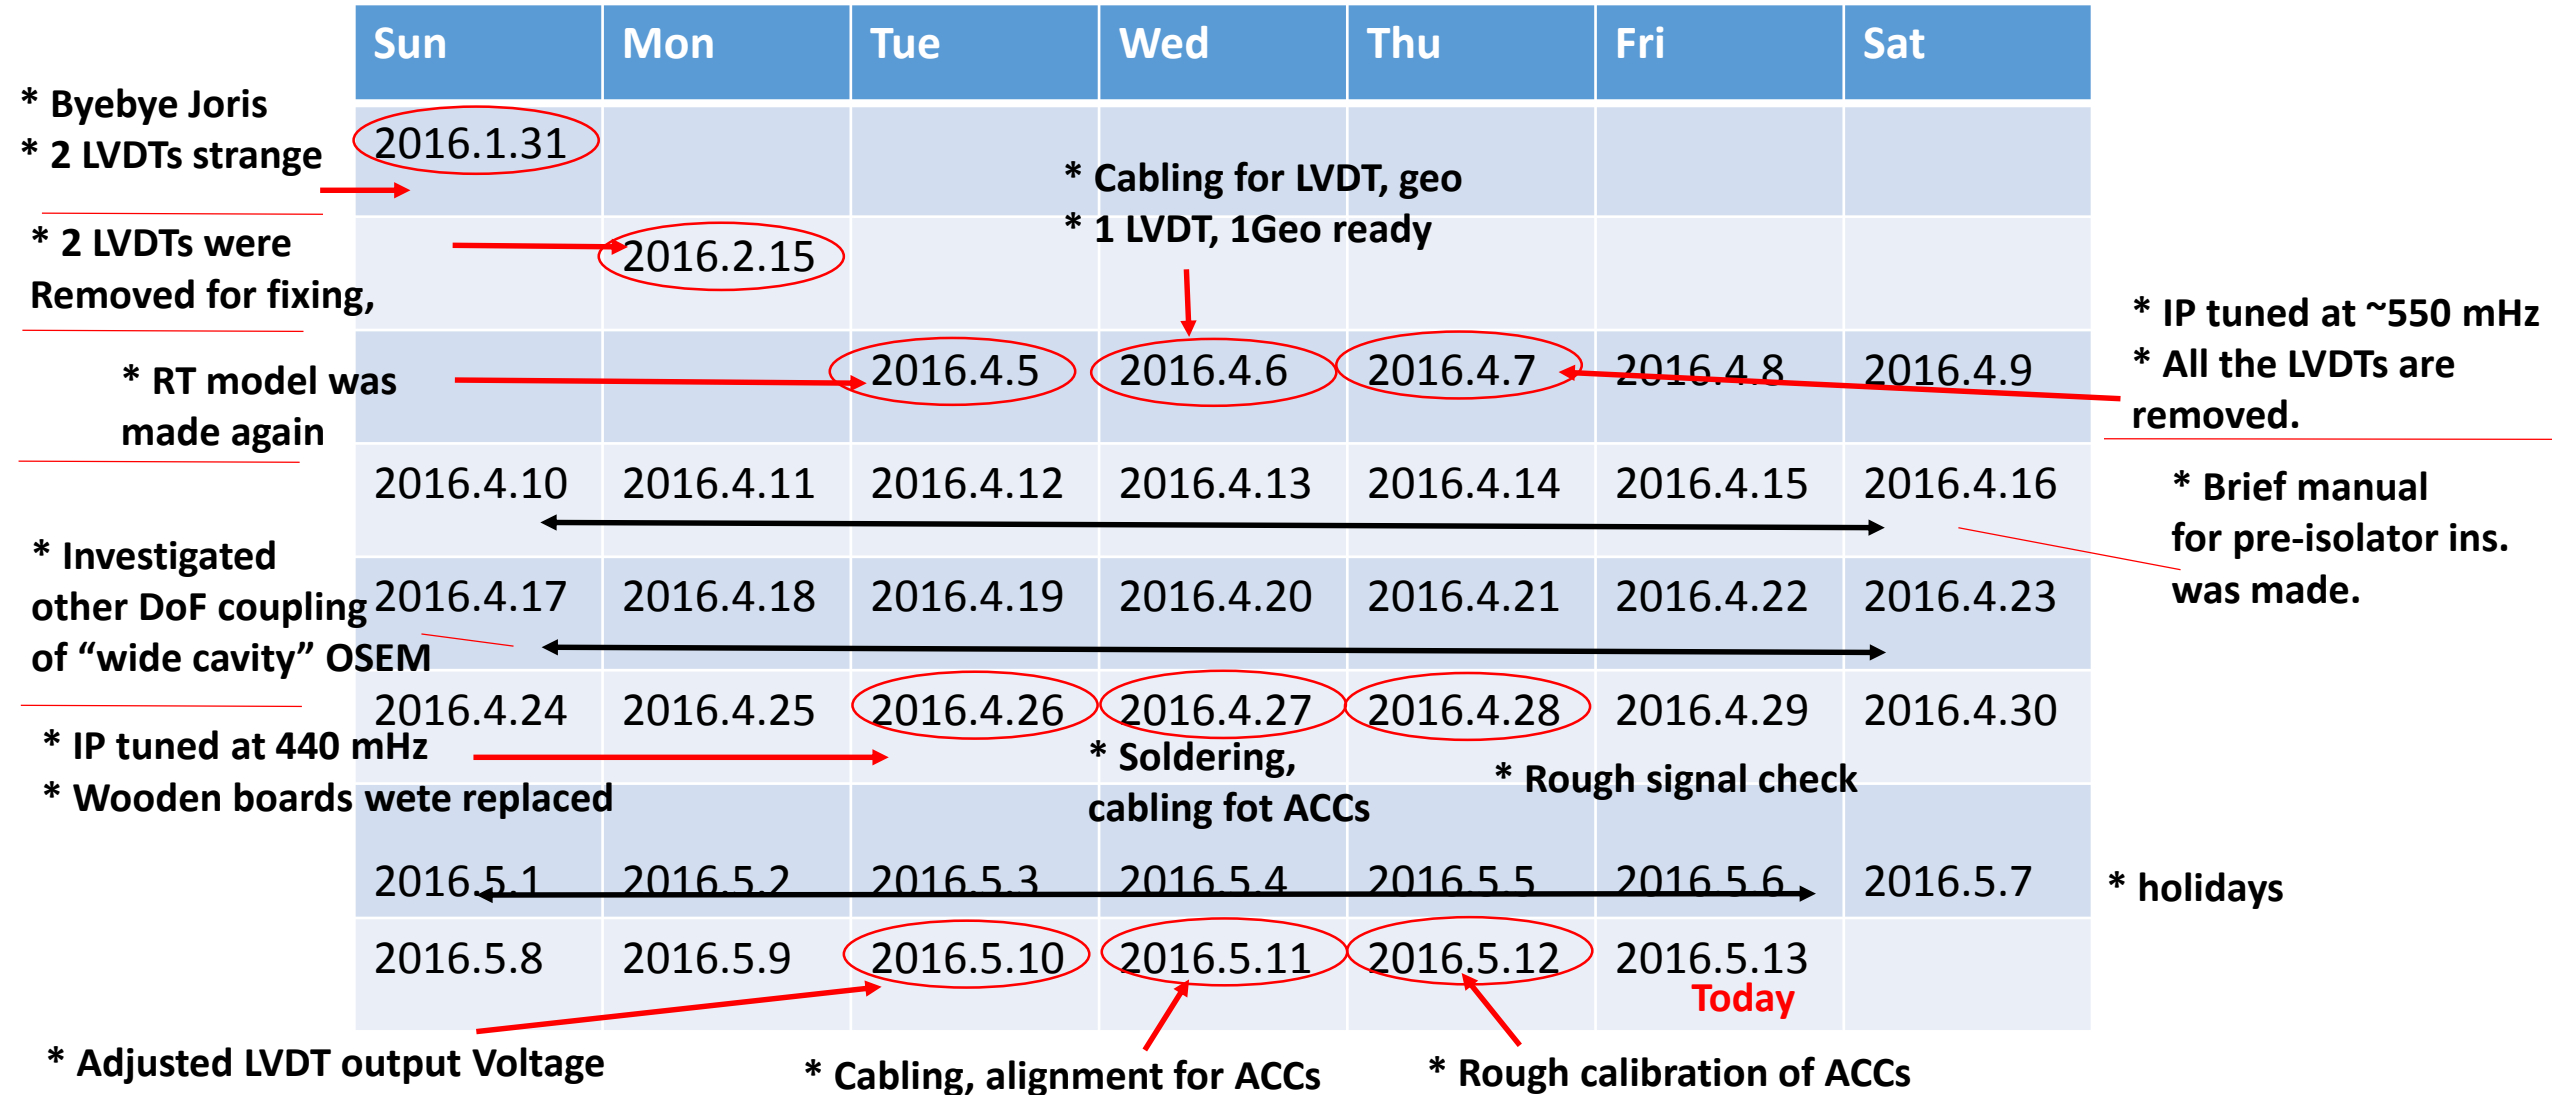 Sun Mon Tue Wed Thu Fri Sat
* Byebye Joris
* 2 LVDTs strange
2016.1.31
* Cabling for LVDT, geo
* 1 LVDT, 1Geo ready
* 2 LVDTs were
Removed for fixing,
2016.2.15
* RT model was
made again
2016.4.5 2016.4.6 2016.4.7 2016.4.8 2016.4.9
* IP tuned at ~550 mHz
* All the LVDTs are
removed.
2016.4.10 2016.4.11 2016.4.12 2016.4.13 2016.4.14 2016.4.15 2016.4.16
* Brief manual
for pre-isolator ins.
was made.
* Investigated
other DoF coupling
of “wide cavity” OSEM
2016.4.17 2016.4.18 2016.4.19 2016.4.20 2016.4.21 2016.4.22 2016.4.23
2016.4.24 2016.4.25 2016.4.26 2016.4.27 2016.4.28 2016.4.29 2016.4.30
* IP tuned at 440 mHz
* Wooden boards wete replaced
* Soldering,
cabling fot ACCs
* Rough signal check
2016.5.1 2016.5.2 2016.5.3 2016.5.4 2016.5.5 2016.5.6 2016.5.7
* holidays
2016.5.8 2016.5.9 2016.5.10 2016.5.11 2016.5.12 2016.5.13
Today
* Adjusted LVDT output Voltage
* Cabling, alignment for ACCs
* Rough calibration of ACCs